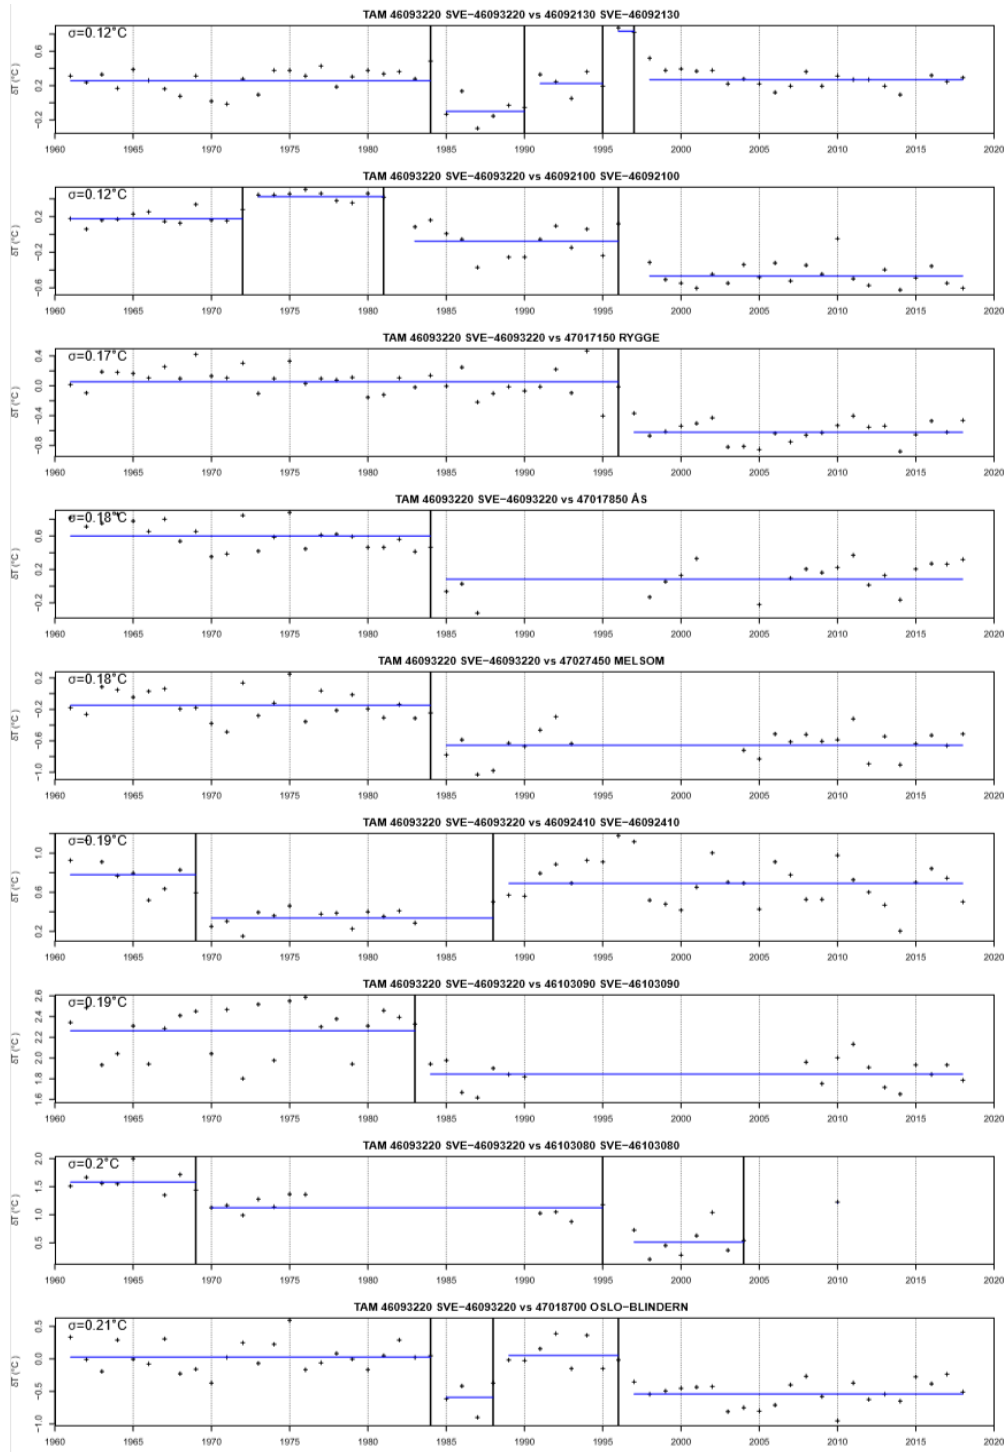 TAM 46093220 SVE−46093220 vs 46092130 SVE−46092130
σ=0.12°C
δT (°C )
0.6
0.2
−0.2
1960 1965 1970 1975 1980 1985 1990 1995 2000 2005 2010 2015 2020
TAM 46093220 SVE−46093220 vs 46092100 SVE−46092100
σ=0.12°C
δT (°C )
0.2
−0.2
−0.6
1960 1965 1970 1975 1980 1985 1990 1995 2000 2005 2010 2015 2020
TAM 46093220 SVE−46093220 vs 47017150 RYGGE
σ=0.17°C
δT (°C )
0.4
0.0
−0.4
−0.8
1960 1965 1970 1975 1980 1985 1990 1995 2000 2005 2010 2015 2020
TAM 46093220 SVE−46093220 vs 47017850 ÅS
σ=0.18°C
δT (°C )
0.6
0.2
−0.2
1960 1965 1970 1975 1980 1985 1990 1995 2000 2005 2010 2015 2020
TAM 46093220 SVE−46093220 vs 47027450 MELSOM
σ=0.18°C
δT (°C )
0.2
−0.2
−0.6
−1.0
1960 1965 1970 1975 1980 1985 1990 1995 2000 2005 2010 2015 2020
TAM 46093220 SVE−46093220 vs 46092410 SVE−46092410
σ=0.19°C
δT (°C )
1.0
0.6
0.2
1960 1965 1970 1975 1980 1985 1990 1995 2000 2005 2010 2015 2020
TAM 46093220 SVE−46093220 vs 46103090 SVE−46103090
σ=0.19°C
δT (°C )
2.6
2.4
2.2
2.0
1.8
1.6
1960 1965 1970 1975 1980 1985 1990 1995 2000 2005 2010 2015 2020
TAM 46093220 SVE−46093220 vs 46103080 SVE−46103080
σ=0.2°C
δT (°C )
2.0
1.5
1.0
0.5
1960 1965 1970 1975 1980 1985 1990 1995 2000 2005 2010 2015 2020
TAM 46093220 SVE−46093220 vs 47018700 OSLO−BLINDERN
σ=0.21°C
δT (°C )
0.5
0.0
−0.5
−1.0
1960 1965 1970 1975 1980 1985 1990 1995 2000 2005 2010 2015 2020